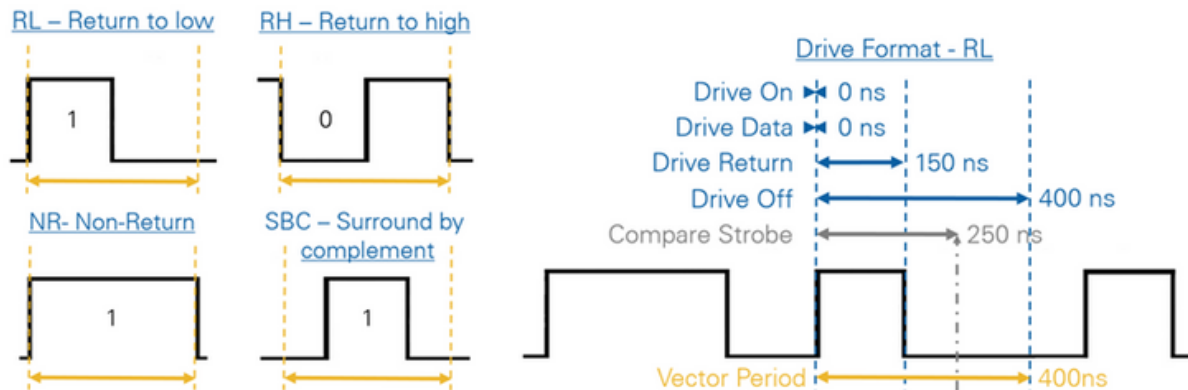 RL – Return to low
1
RH – Return to high
0
NR- Non-Return
1
SBC – Surround by
complement
1
Drive Format - RL
Drive On 0 ns
Drive Data 0 ns
Drive Return 150 ns
Drive Off 400 ns
Compare Strobe 250 ns
Vector Period 400ns